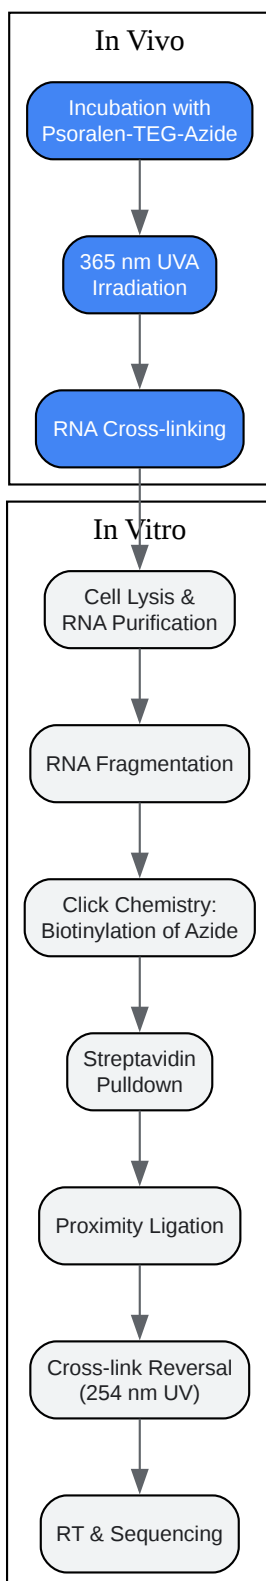 In Vivo
Incubation with
Psoralen-TEG-Azide
365 nm UVA
Irradiation
RNA Cross-linking
In Vitro
Cell Lysis &
RNA Purification
RNA Fragmentation
Click Chemistry:
Biotinylation of Azide
Streptavidin
Pulldown
Proximity Ligation
Cross-link Reversal
(254 nm UV)
RT & Sequencing